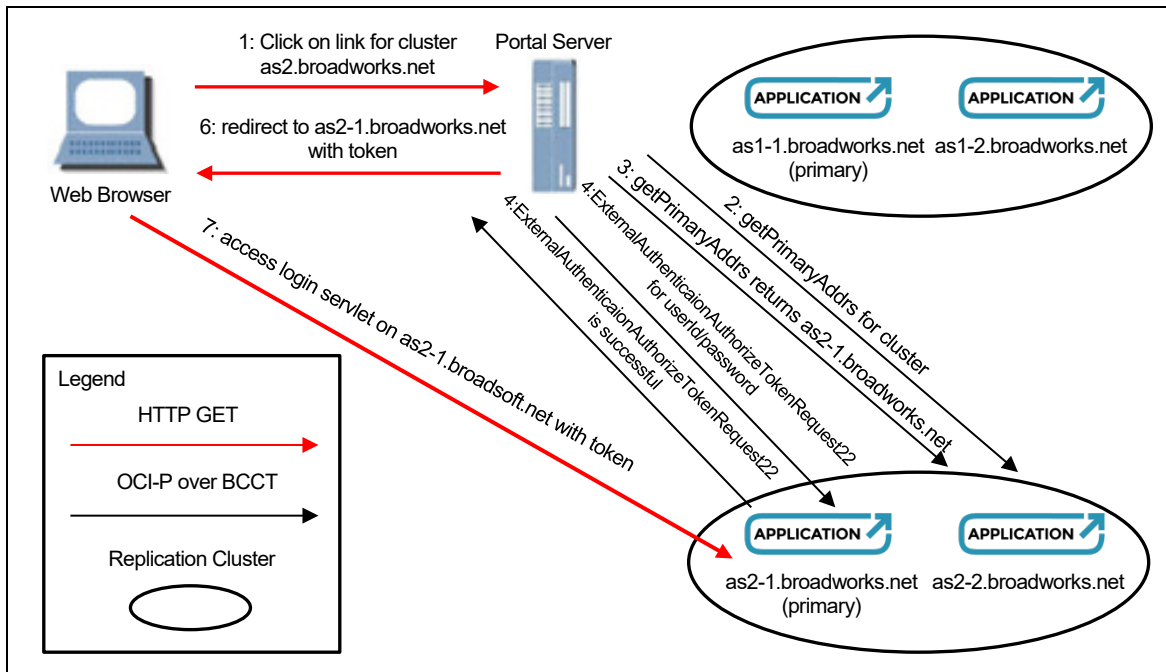 1: Click on link for cluster
as2.broadworks.net
Portal Server
6: redirect to as2-1.broadworks.net
with token
Web Browser
APPLICATION
APPLICATION
as1-1.broadworks.net
(primary)
as1-2.broadworks.net
2: getPrimaryAddrs for cluster
3: getPrimaryAddrs returns as2-1.broadworks.net
4:ExternalAuthenticaionAuthorizeTokenRequest22
for userId/password
4:ExternalAuthenticaionAuthorizeTokenRequest22
is successful
7: access login servlet on as2-1.broadsoft.net with token
Legend
HTTP GET
OCI-P over BCCT
Replication Cluster
APPLICATION
APPLICATION
as2-1.broadworks.net
(primary)
as2-2.broadworks.net